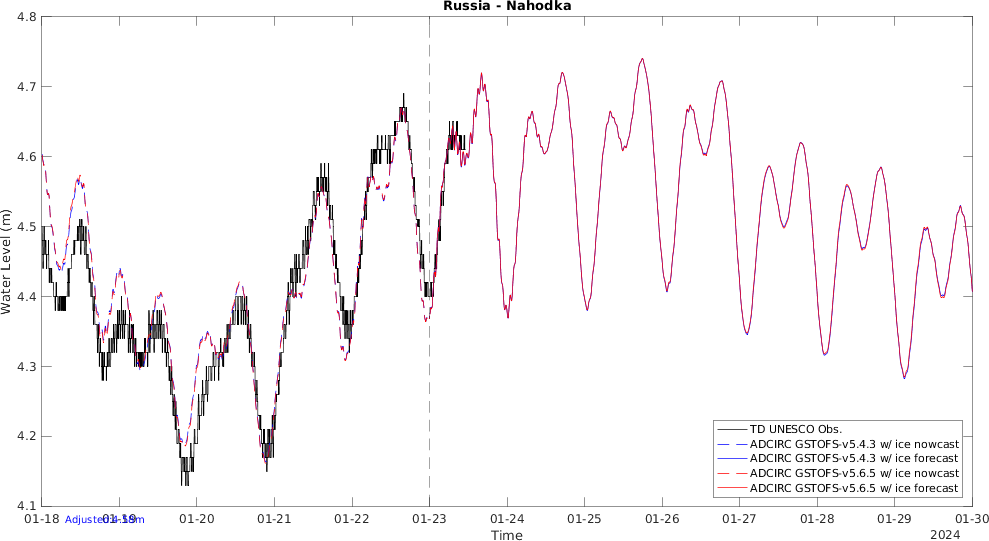 Russia - Nahodka
4.8
4.7
4.6
4.5
4.4
4.3
4.2
4.1
Water Level (m)
TD UNESCO Obs.
ADCIRC GSTOFS-v5.4.3 w/ ice nowcast
ADCIRC GSTOFS-v5.4.3 w/ ice forecast
ADCIRC GSTOFS-v5.6.5 w/ ice nowcast
ADCIRC GSTOFS-v5.6.5 w/ ice forecast
01-18 01-19 01-20 01-21 01-22 01-23 01-24 01-25 01-26 01-27 01-28 01-29 01-30
Time
2024